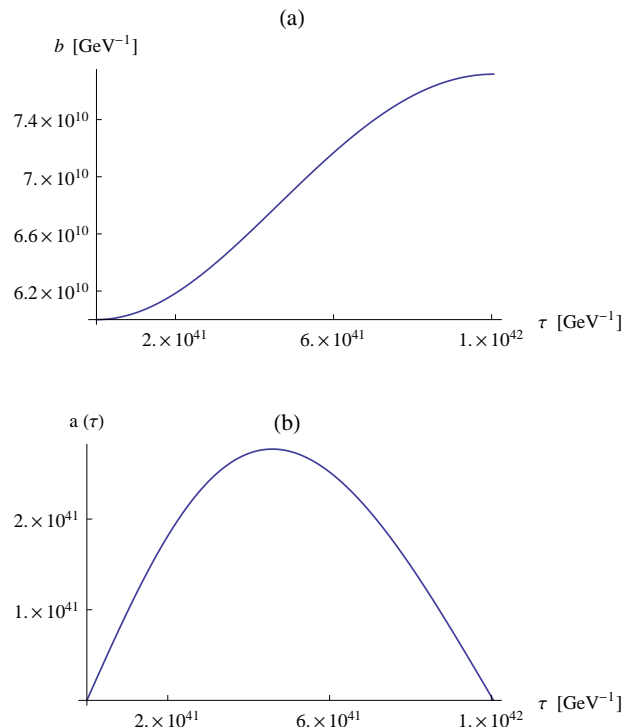 (a)
b [GeV⁻¹]
7.4×10¹⁰
7.×10¹⁰
6.6×10¹⁰
6.2×10¹⁰
2.×10⁴¹ 6.×10⁴¹ 1.×10⁴² τ [GeV⁻¹]
a (τ) (b)
2.×10⁴¹
1.×10⁴¹
2.×10⁴¹ 6.×10⁴¹ 1.×10⁴² τ [GeV⁻¹]